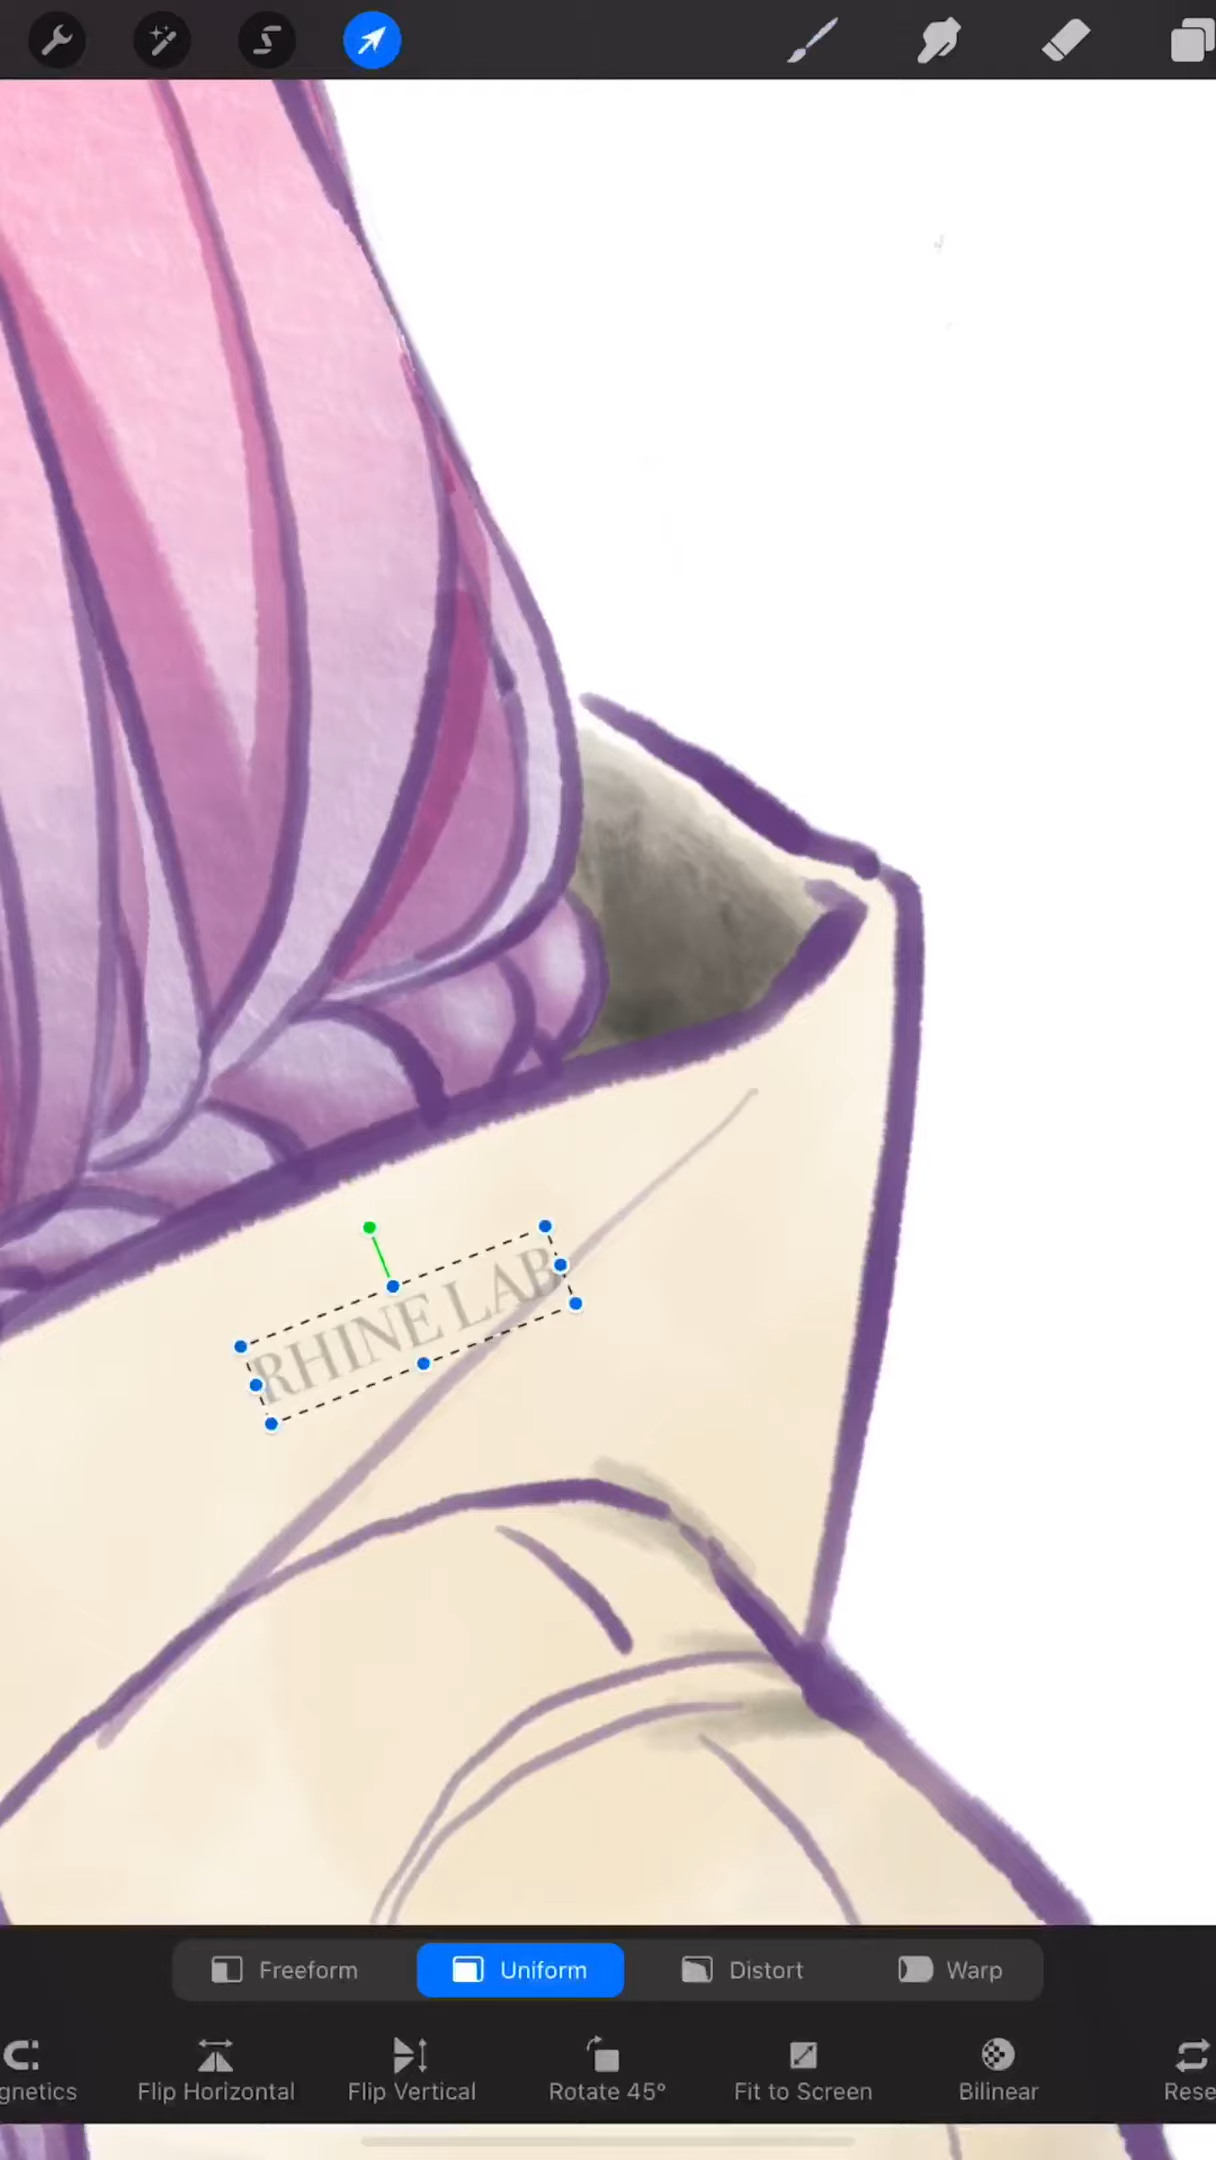 RHINE LAB
Freeform Uniform Distort Warp
gnetics Flip Horizontal Flip Vertical Rotate 45° Fit to Screen Bilinear Rese